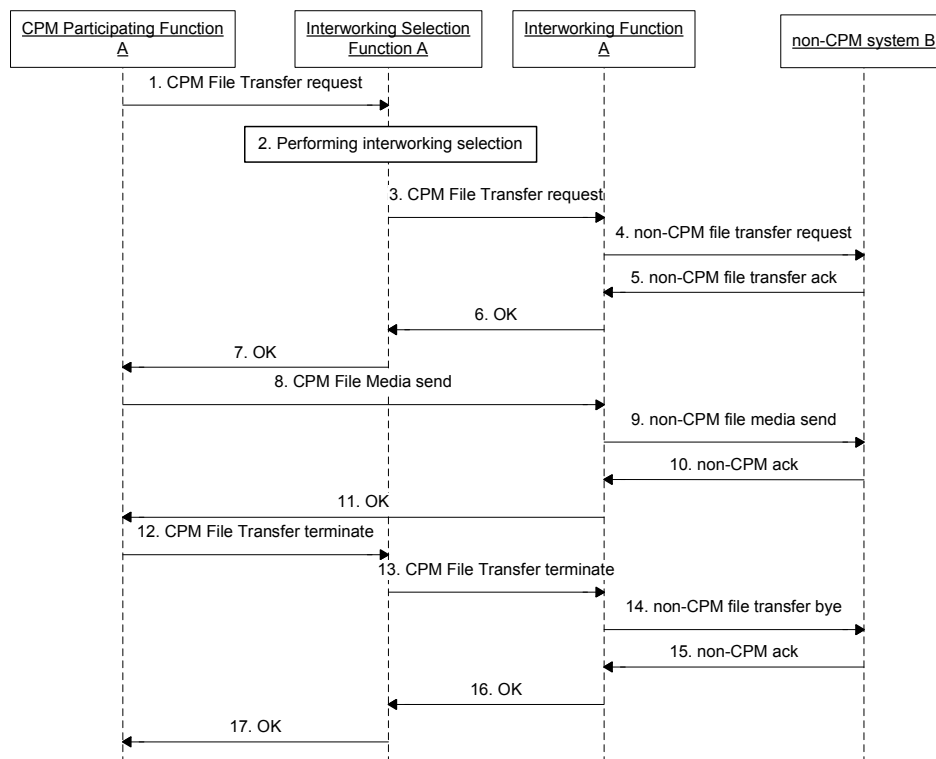 CPM Participating Function
A
Interworking Selection
Function A
Interworking Function
A
non-CPM system B
1. CPM File Transfer request
2. Performing interworking selection
3. CPM File Transfer request
4. non-CPM file transfer request
5. non-CPM file transfer ack
6. OK
7. OK
8. CPM File Media send
9. non-CPM file media send
10. non-CPM ack
11. OK
12. CPM File Transfer terminate
13. CPM File Transfer terminate
14. non-CPM file transfer bye
15. non-CPM ack
16. OK
17. OK